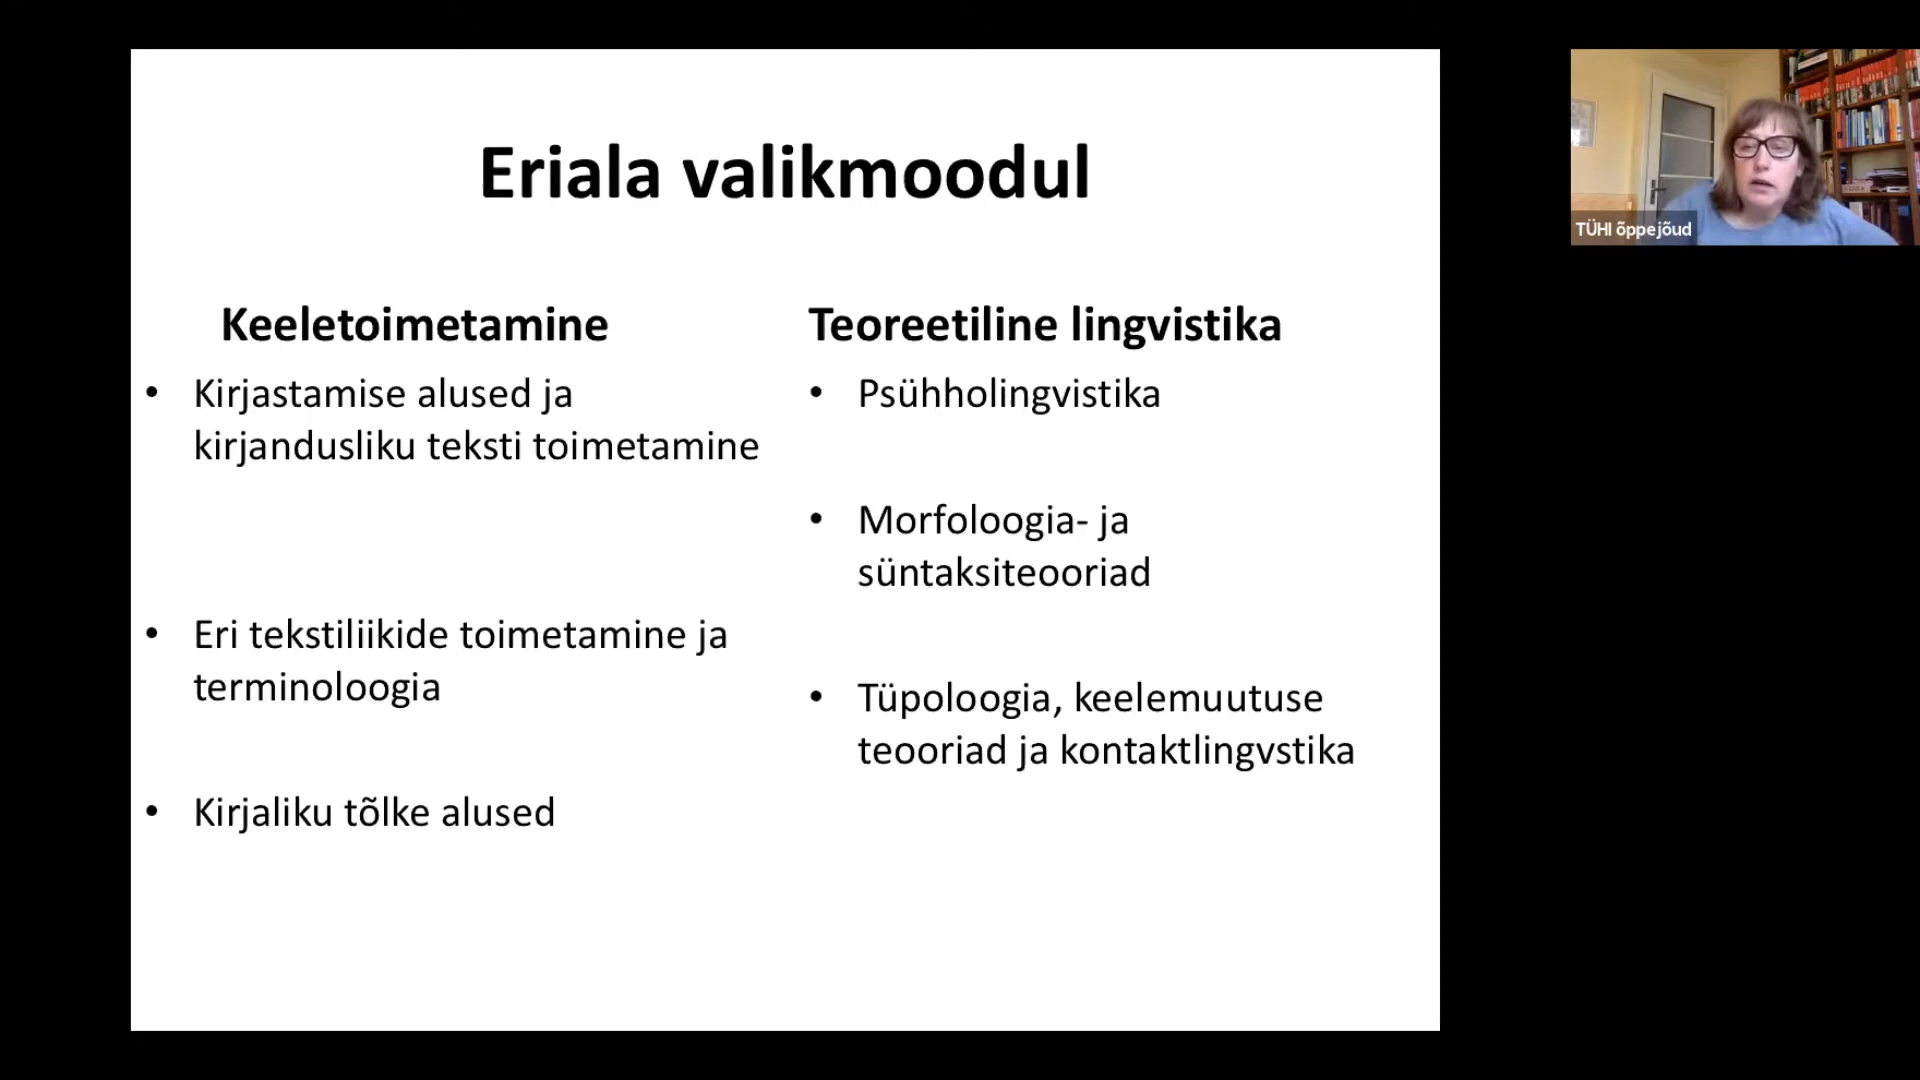 Eriala valikmoodul
Keeletoimetamine
• Kirjastamise alused ja
kirjandusliku teksti toimetamine
• Eri tekstiliikide toimetamine ja
terminoloogia
• Kirjaliku tõlke alused
Teoreetiline lingvistika
• Psühholingvistika
• Morfoloogia- ja
süntaksiteooriad
• Tüpoloogia, keelemuutuse
teooriad ja kontaktlingvstika
TÜHI õppejõud